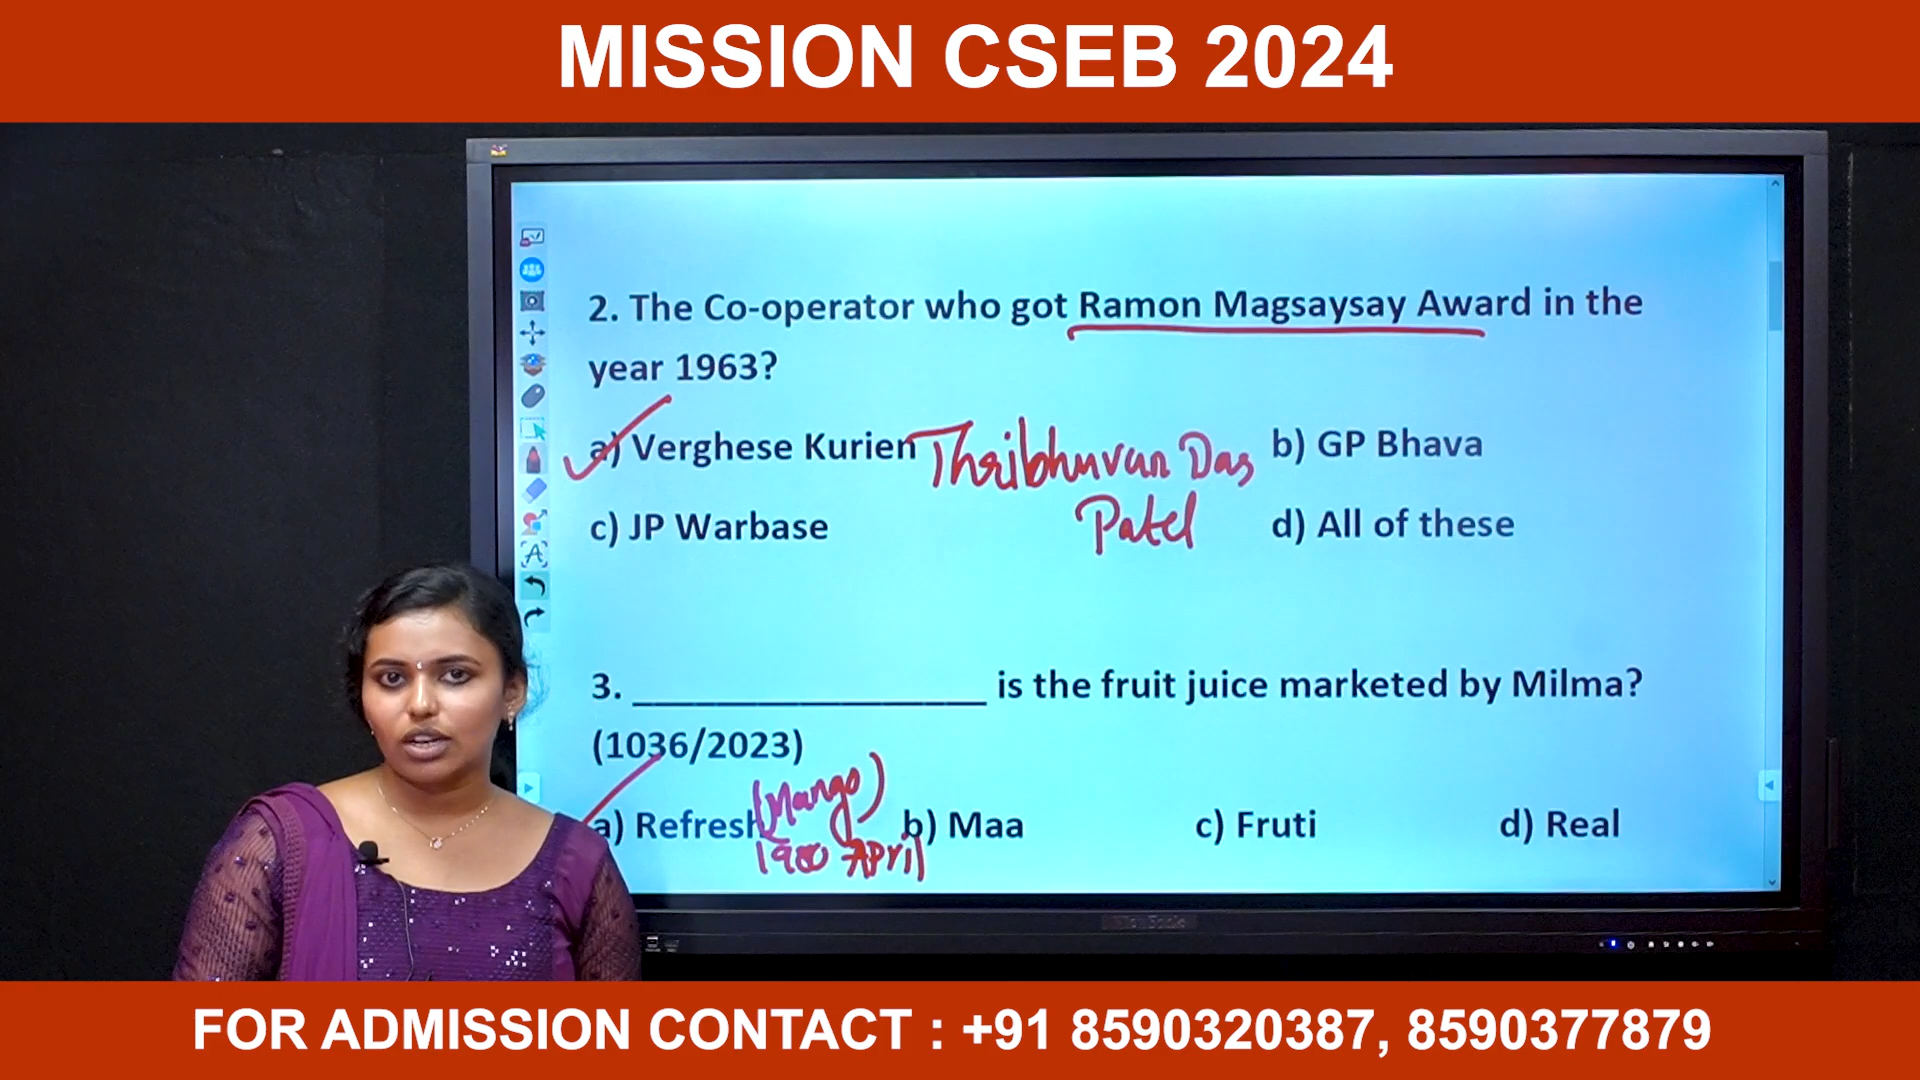 MISSION CSEB 2024
2. The Co-operator who got Ramon Magsaysay Award in the
year 1963?
a) Verghese Kurien Thribhuvan Das b) GP Bhava
c) JP Warbase Patel d) All of these
3. ________________ is the fruit juice marketed by Milma?
(1036/2023)
(Mango)
a) Refresh b) Maa c) Fruti d) Real
1980 April
FOR ADMISSION CONTACT : +91 8590320387, 8590377879